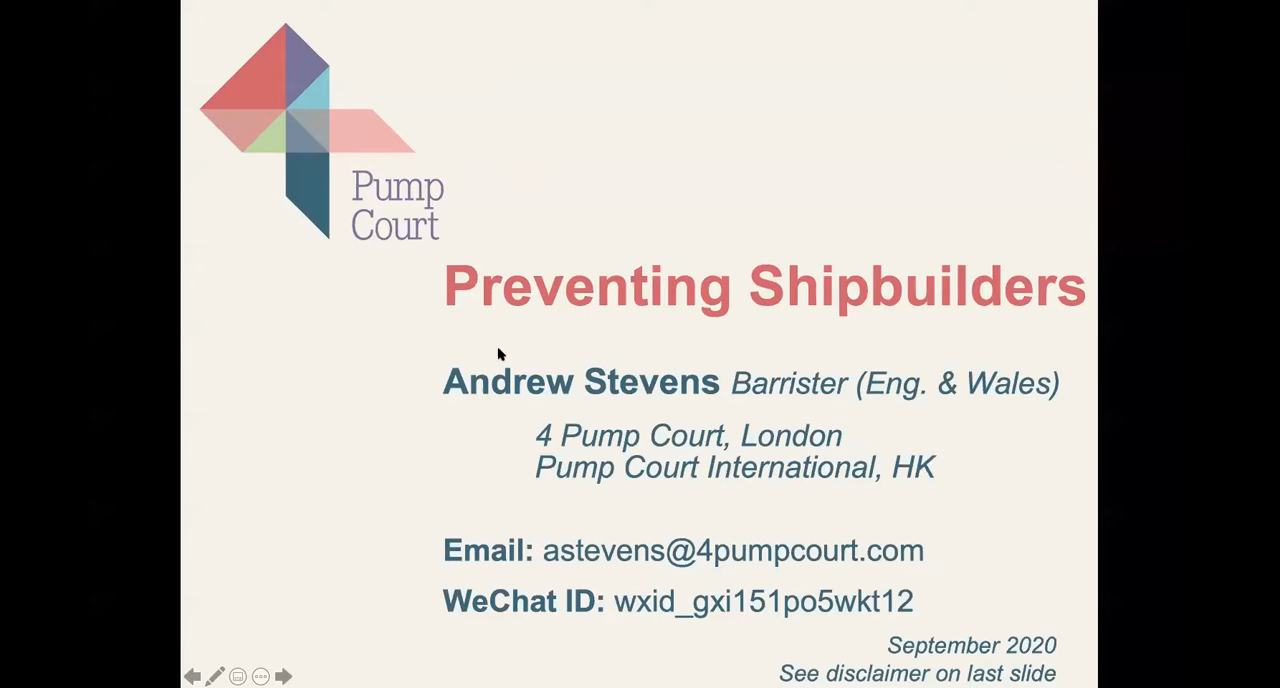 Pump
Court
Preventing Shipbuilders
Andrew Stevens Barrister (Eng. & Wales)
4 Pump Court, London
Pump Court International, HK
Email: astevens@4pumpcourt.com
WeChat ID: wxid_gxi151po5wkt12
September 2020
See disclaimer on last slide